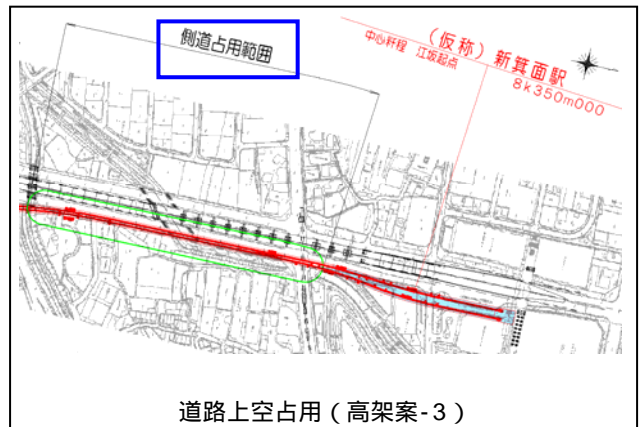 側道占用範囲
(仮称)新箕面駅
中心軒程 江坂起点
8k350m000
道路上空占用(高架案-3)